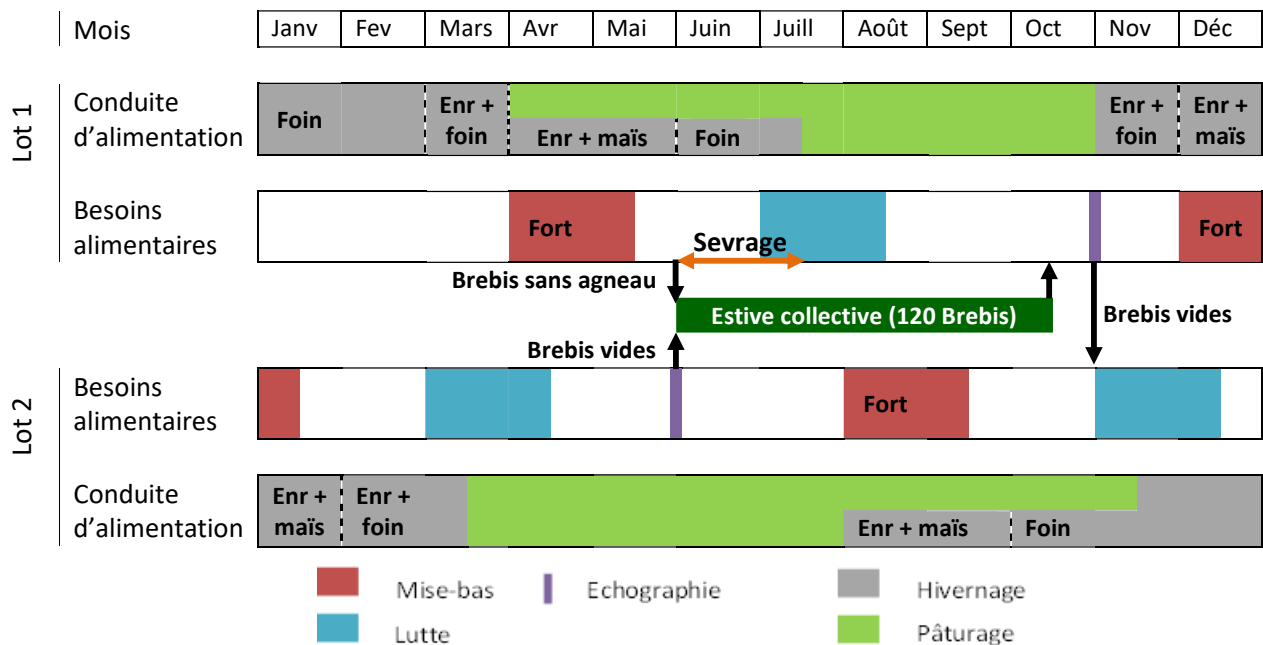 Mois
Janv Fev Mars Avr Mai Juin Juill Août Sept Oct Nov Déc
Lot 1
Conduite
d’alimentation
Foin
Enr +
foin
Enr + maïs
Foin
Enr +
foin
Enr +
maïs
Besoins
alimentaires
Fort
Fort
Sevrage
Brebis sans agneau
Estive collective (120 Brebis)
Brebis vides
Brebis vides
Lot 2
Besoins
alimentaires
Fort
Conduite
d’alimentation
Enr +
maïs
Enr +
foin
Enr + maïs
Foin
Mise-bas
Echographie
Hivernage
Lutte
Pâturage